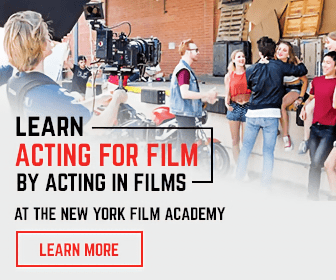 LEARN
ACTING FOR FILM
BY ACTING IN FILMS
AT THE NEW YORK FILM ACADEMY
LEARN MORE